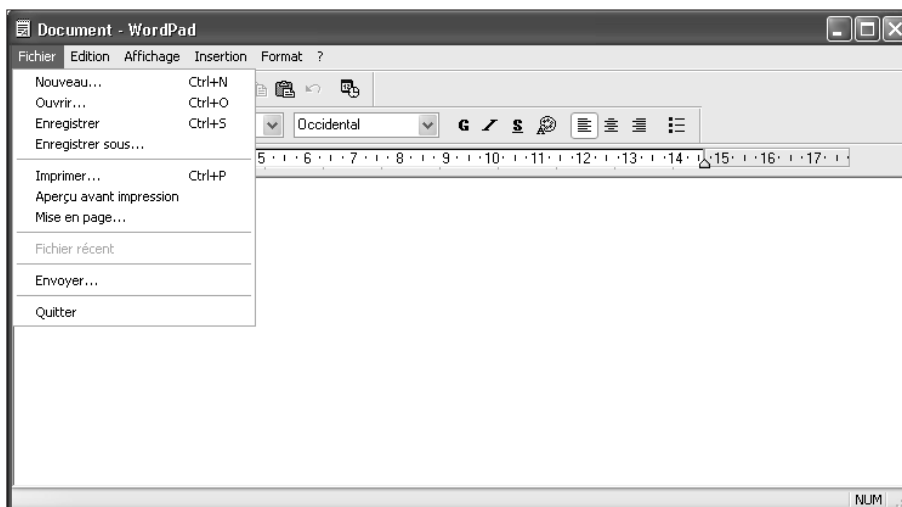 Document - WordPad
Fichier Edition Affichage Insertion Format ?
Nouveau... Ctrl+N
Ouvrir... Ctrl+O
Occidental G / S
Enregistrer Ctrl+S
Enregistrer sous...
5 6 7 8 9 10 11 12 13 14 15 16 17
Imprimer... Ctrl+P
Aperçu avant impression
Mise en page...
Fichier récent
Envoyer...
Quitter
NUM